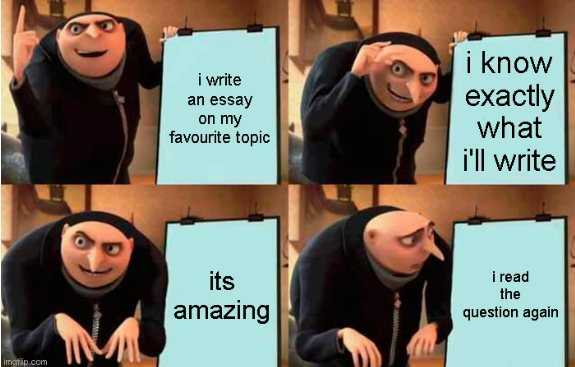 i write
an essay
on my
favourite topic
i know
exactly
what
i'll write
its
amazing
i read
the
question again
imgflip.com